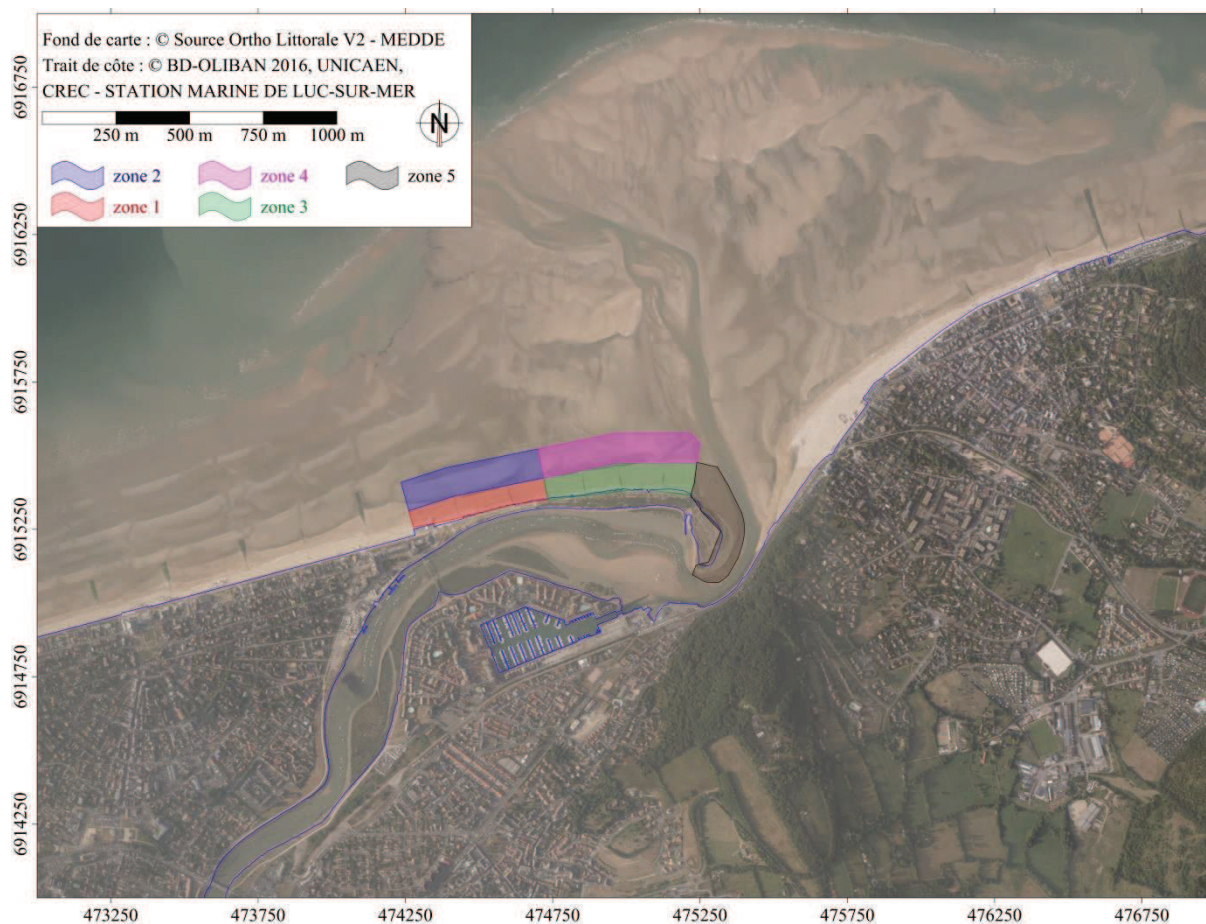 Fond de carte : © Source Ortho Littorale V2 - MEDDE
Trait de côte : © BD-OLIBAN 2016, UNICAEN,
CREC - STATION MARINE DE LUC-SUR-MER
N
250 m 500 m 750 m 1000 m
zone 2 zone 4 zone 5
zone 1 zone 3
6916750
6916250
6915750
6915250
6914750
6914250
473250 473750 474250 474750 475250 475750 476250 476750